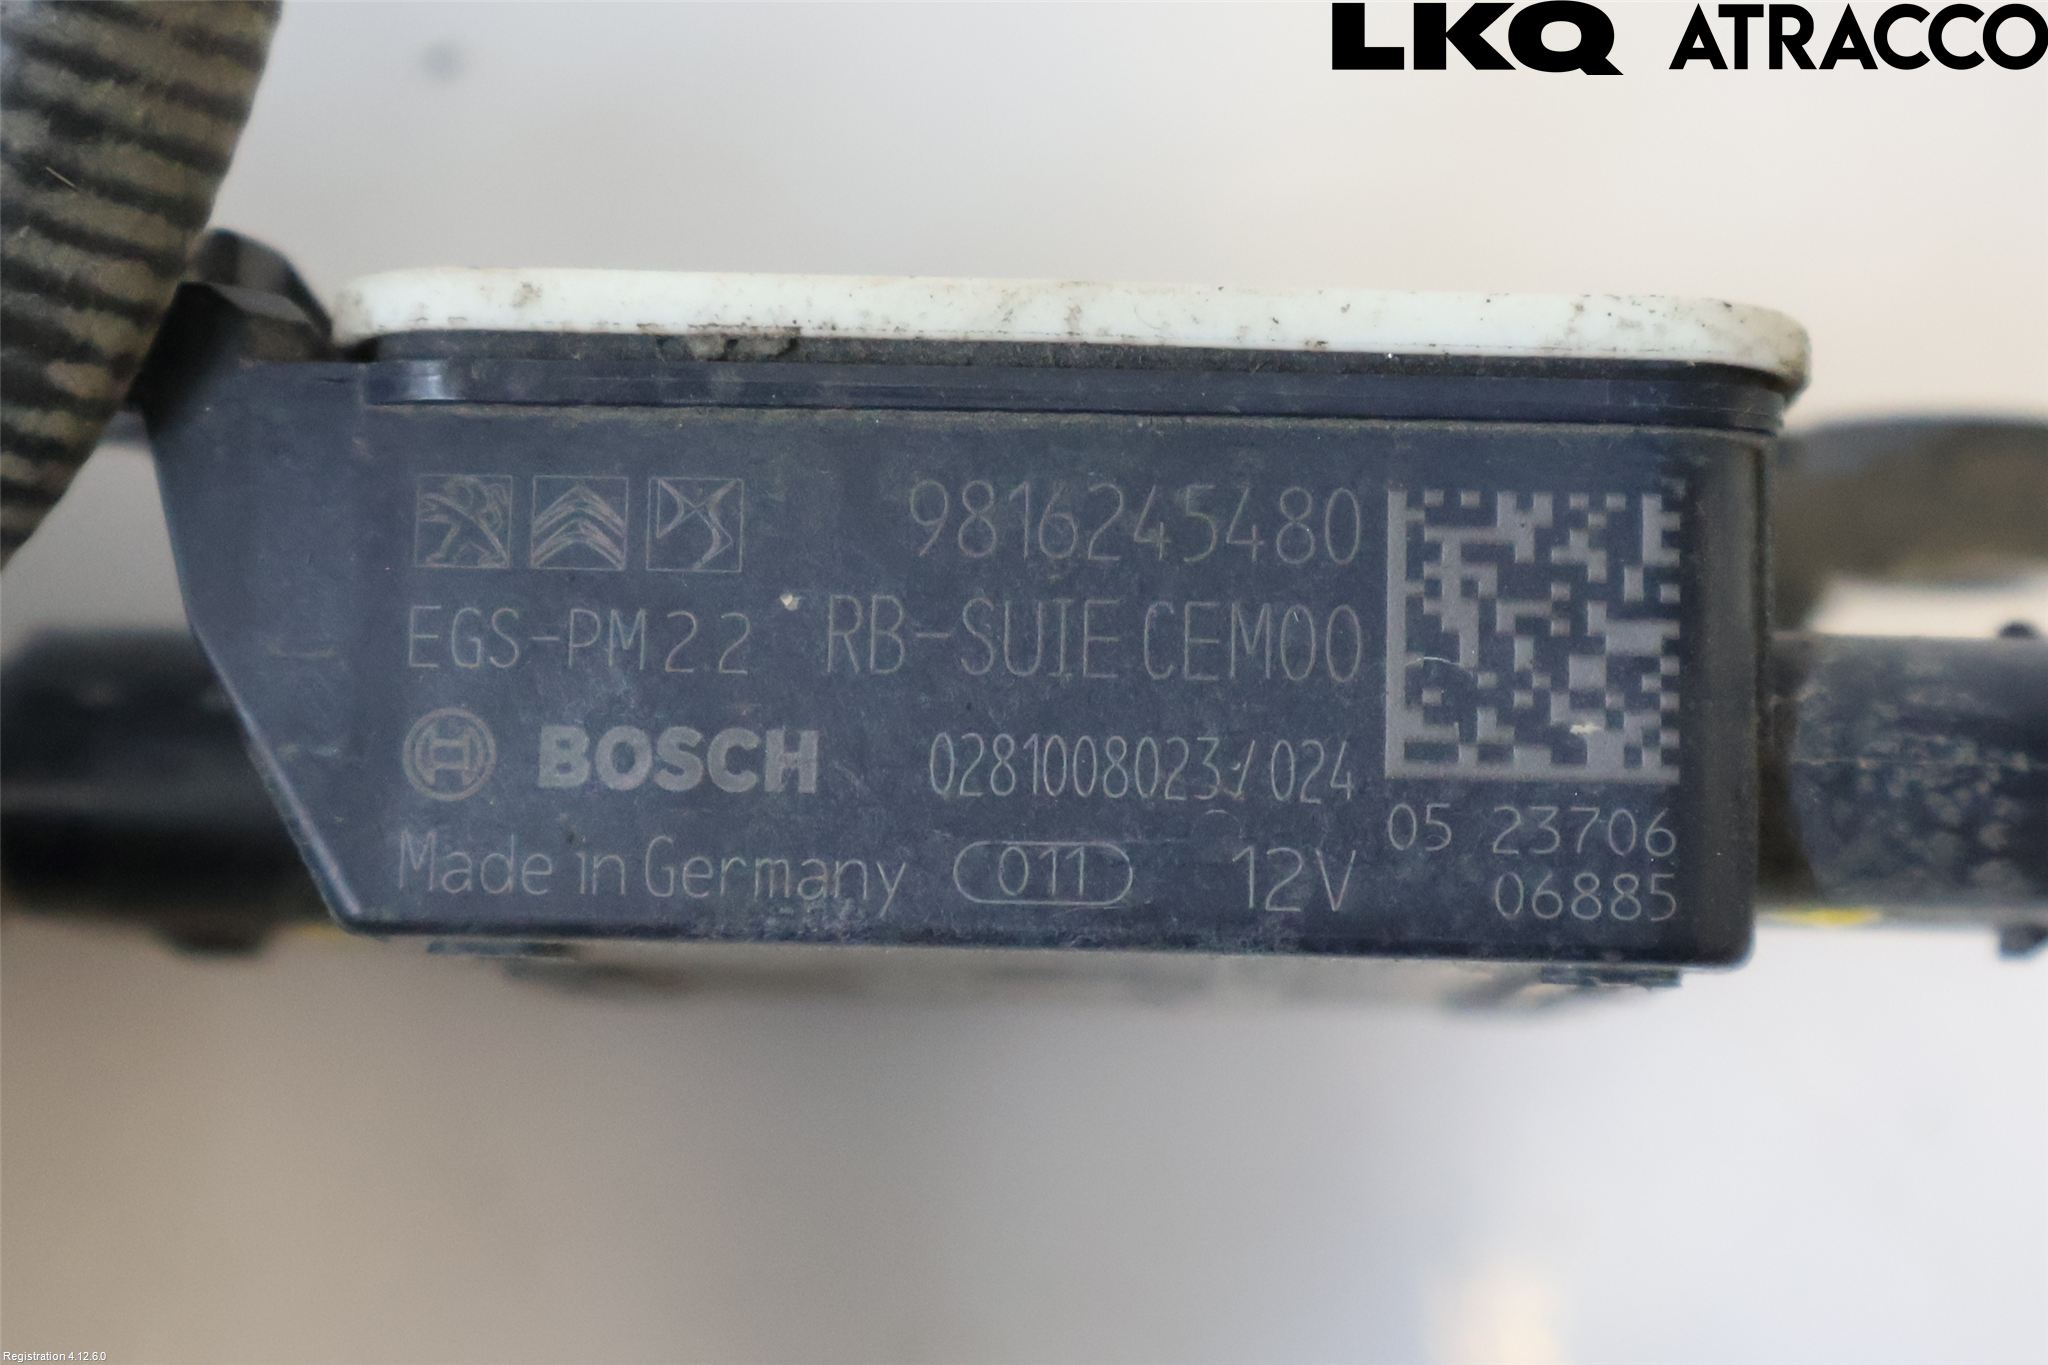 LKQ ATRACCO
9816245480
EGS-PM2.2 RB-SUIE CEM00
BOSCH 0281008023/024
05 23706
Made in Germany 011 12V
06885
Registration 4.12.6.0